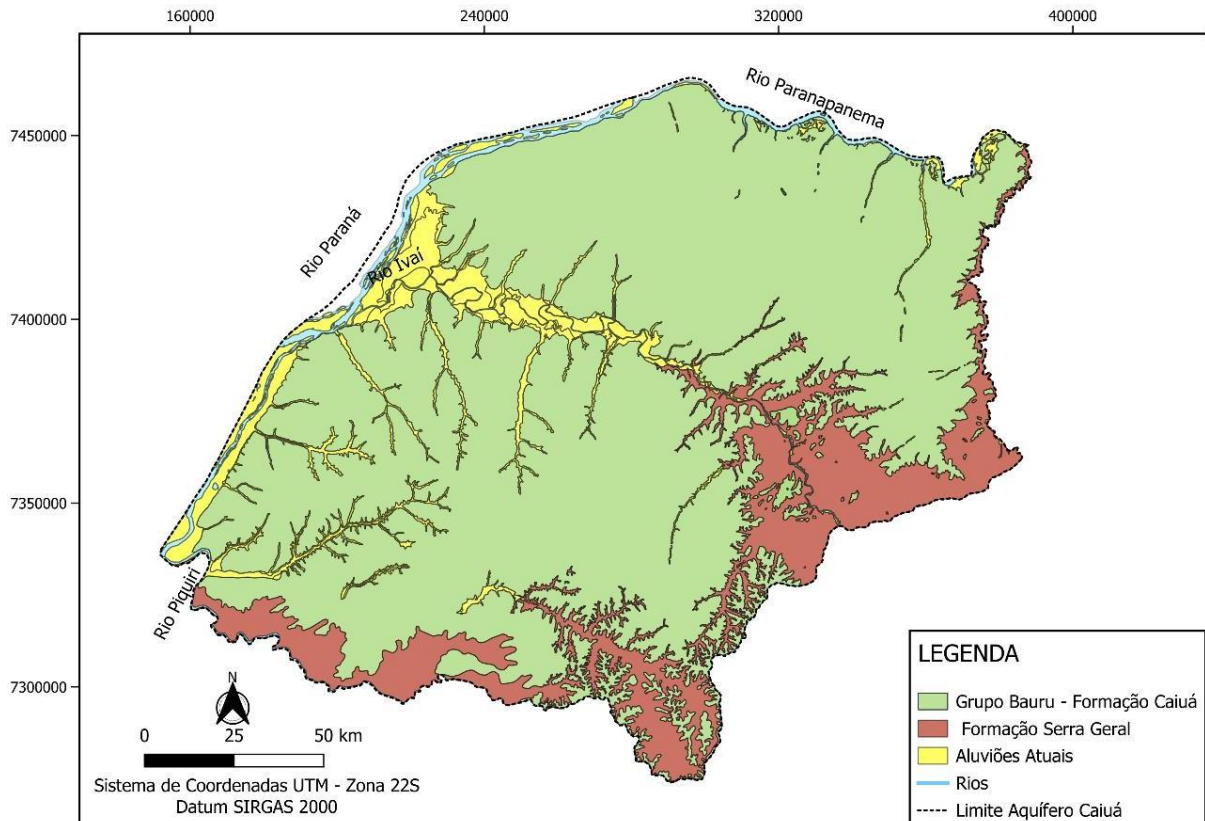 160000
240000
320000
400000
Rio Paranapanema
7450000
Rio Paraná
Rio Ivaí
7400000
7350000
Rio Piquiri
7300000
N
0 25 50 km
Sistema de Coordenadas UTM - Zona 22S
Datum SIRGAS 2000
LEGENDA
Grupo Bauru - Formação Caiuá
Formação Serra Geral
Aluviões Atuais
Rios
Limite Aquífero Caiuá